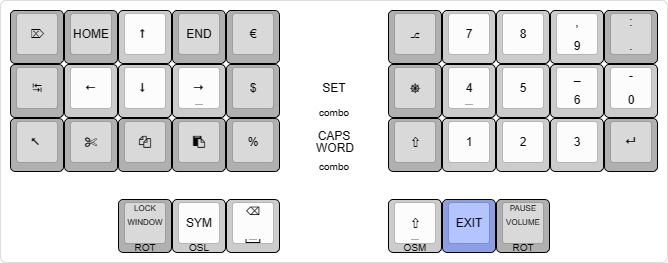 ⌦ HOME ↑ END € ⎇ 7 8 , 9 : .
↹ ← ↓ → _ $ SET combo ⎈ 4 _ 5 – 6 - 0
↖ ✄ % CAPS WORD combo ⇧ 1 2 3 ↵
LOCK WINDOW ROT SYM OSL ⌫ ⇧ _ OSM EXIT PAUSE VOLUME ROT